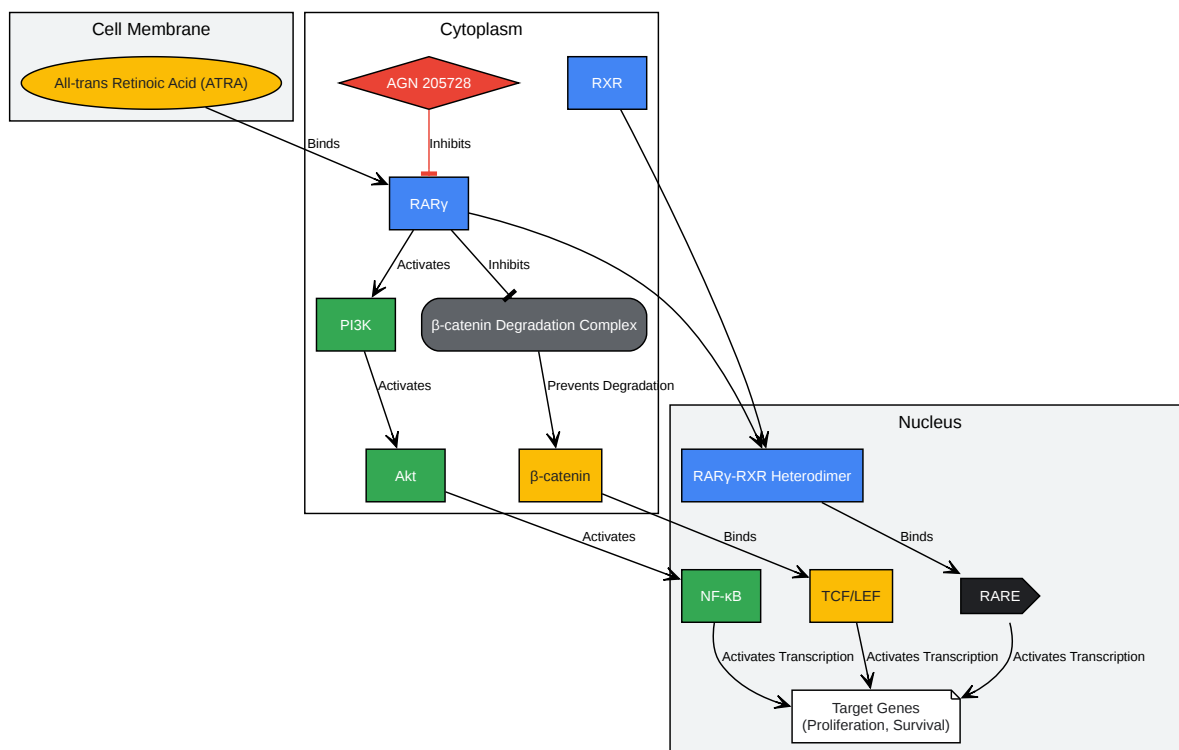 Cell Membrane
Cytoplasm
All-trans Retinoic Acid (ATRA)
AGN 205728
RXR
Binds
Inhibits
RARγ
Activates
Inhibits
PI3K
β-catenin Degradation Complex
Activates
Prevents Degradation
Nucleus
Akt
β-catenin
RARγ-RXR Heterodimer
Activates
Binds
Binds
NF-κB
TCF/LEF
RARE
Activates Transcription
Activates Transcription
Activates Transcription
Target Genes
(Proliferation, Survival)